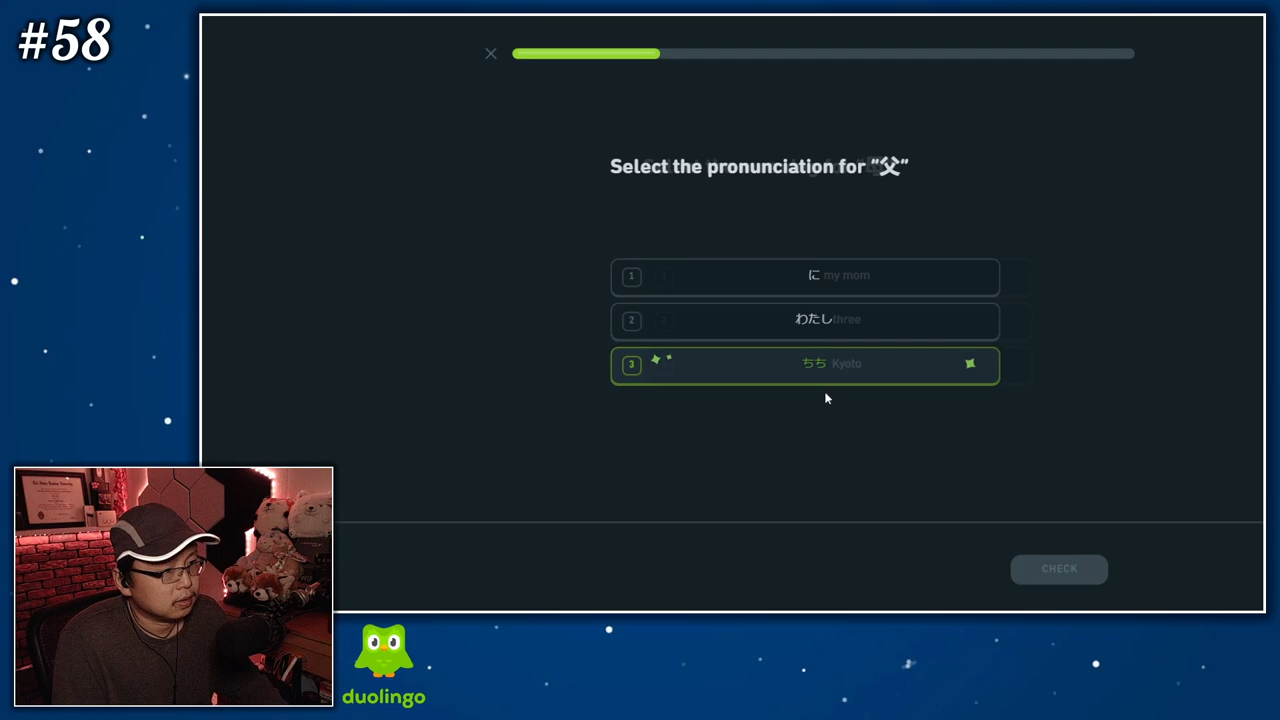 #58
Select the pronunciation for "父"
1 に my mom
2 わたし three
3 ちち Kyoto
CHECK
duolingo